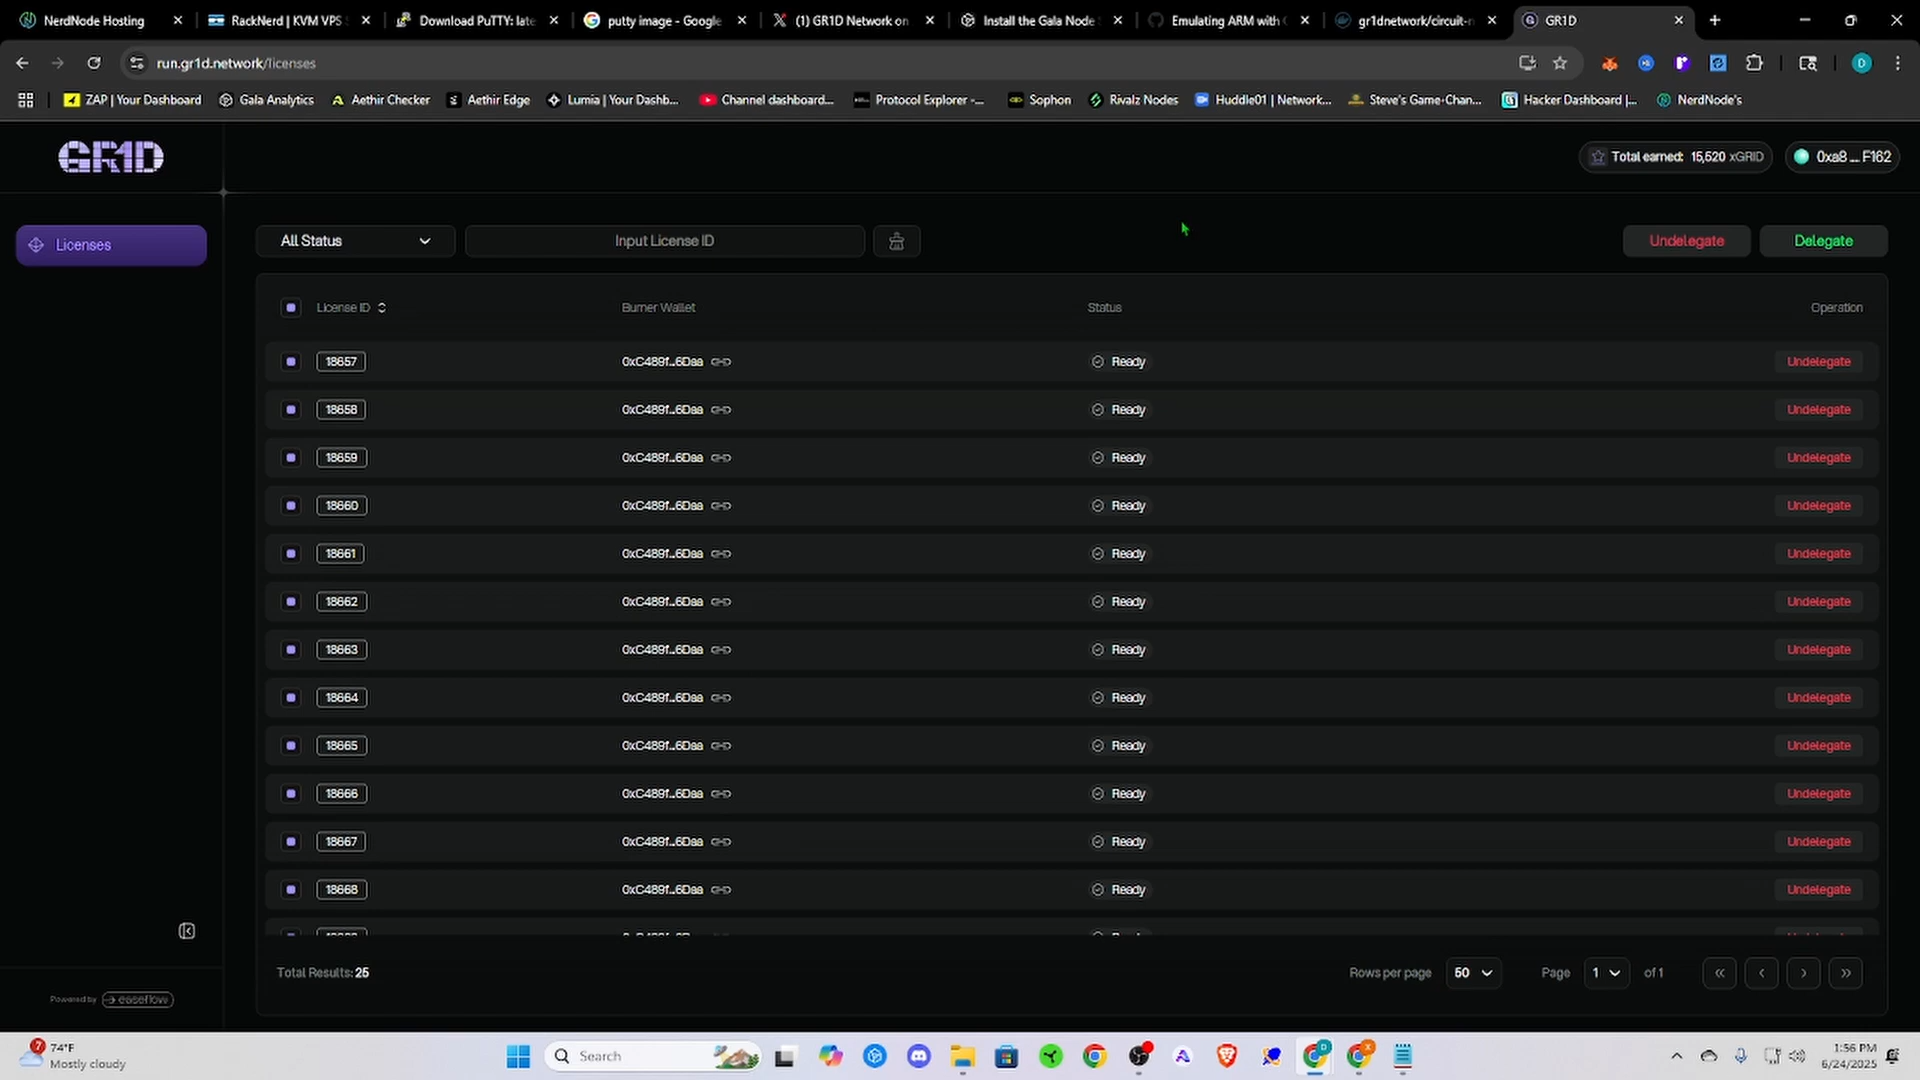 NerdNode Hosting
RackNerd | KVM VPS
Download PuTTY: late
putty image - Google
(1) GR1D Network on
Install the Gala Node
Emulating ARM with
gr1dnetwork/circuit-n
GR1D
run.gr1d.network/licenses
ZAP | Your Dashboard
Gala Analytics
Aethir Checker
Aethir Edge
Lumia | Your Dashb...
Channel dashboard...
Protocol Explorer -...
Sophon
Rivalz Nodes
Huddle01 | Network...
Steve's Game-Chan...
Hacker Dashboard |...
NerdNode's
GR1D
Total earned: 15,520 xGRID
0xa8 ... F162
Licenses
All Status
Input License ID
Undelegate
Delegate
License ID
Burner Wallet
Status
Operation
18657 0xC489f...6Daa Ready Undelegate
18658 0xC489f...6Daa Ready Undelegate
18659 0xC489f...6Daa Ready Undelegate
18660 0xC489f...6Daa Ready Undelegate
18661 0xC489f...6Daa Ready Undelegate
18662 0xC489f...6Daa Ready Undelegate
18663 0xC489f...6Daa Ready Undelegate
18664 0xC489f...6Daa Ready Undelegate
18665 0xC489f...6Daa Ready Undelegate
18666 0xC489f...6Daa Ready Undelegate
18667 0xC489f...6Daa Ready Undelegate
18668 0xC489f...6Daa Ready Undelegate
Total Results: 25
Rows per page 50
Page 1 of 1
Powered by easeflow
7
74°F
Mostly cloudy
Search
1:56 PM
6/24/2025